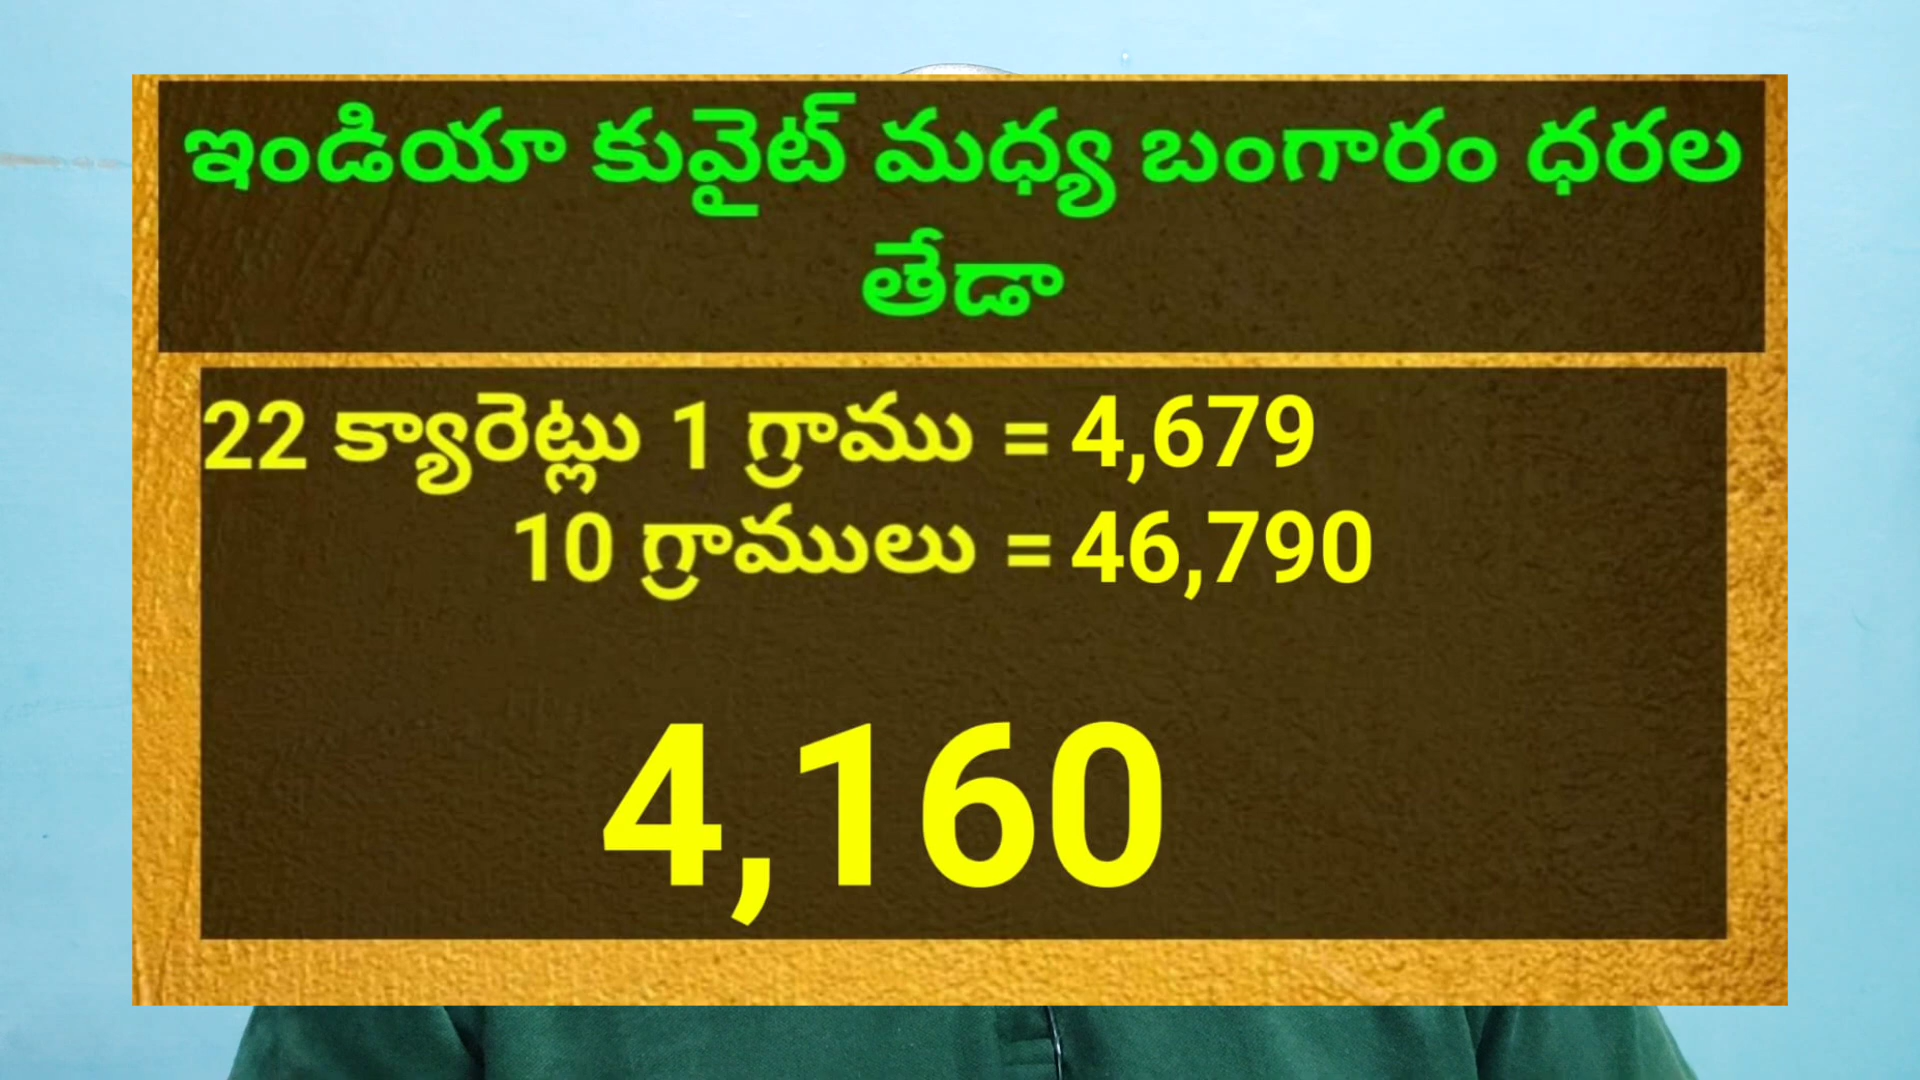 ఇండియా కువైట్ మధ్య బంగారం ధరల
తేడా
22 క్యారెట్లు 1 గ్రాము = 4,679
10 గ్రాములు = 46,790
4,160